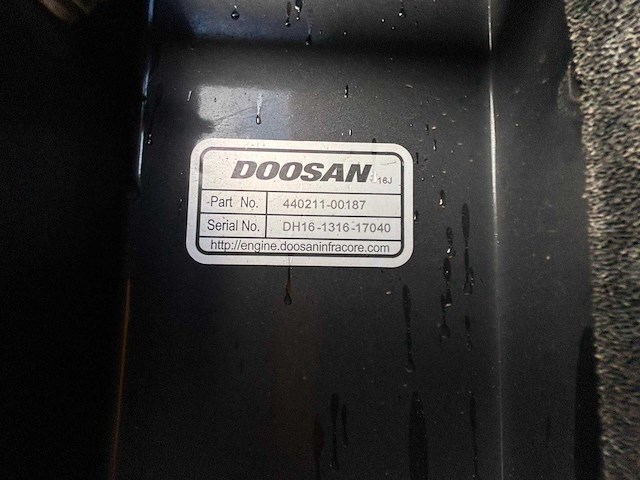 DOOSAN 16J
Part No. 440211-00187
Serial No. DH16-1316-17040
http://engine.doosaninfracore.com